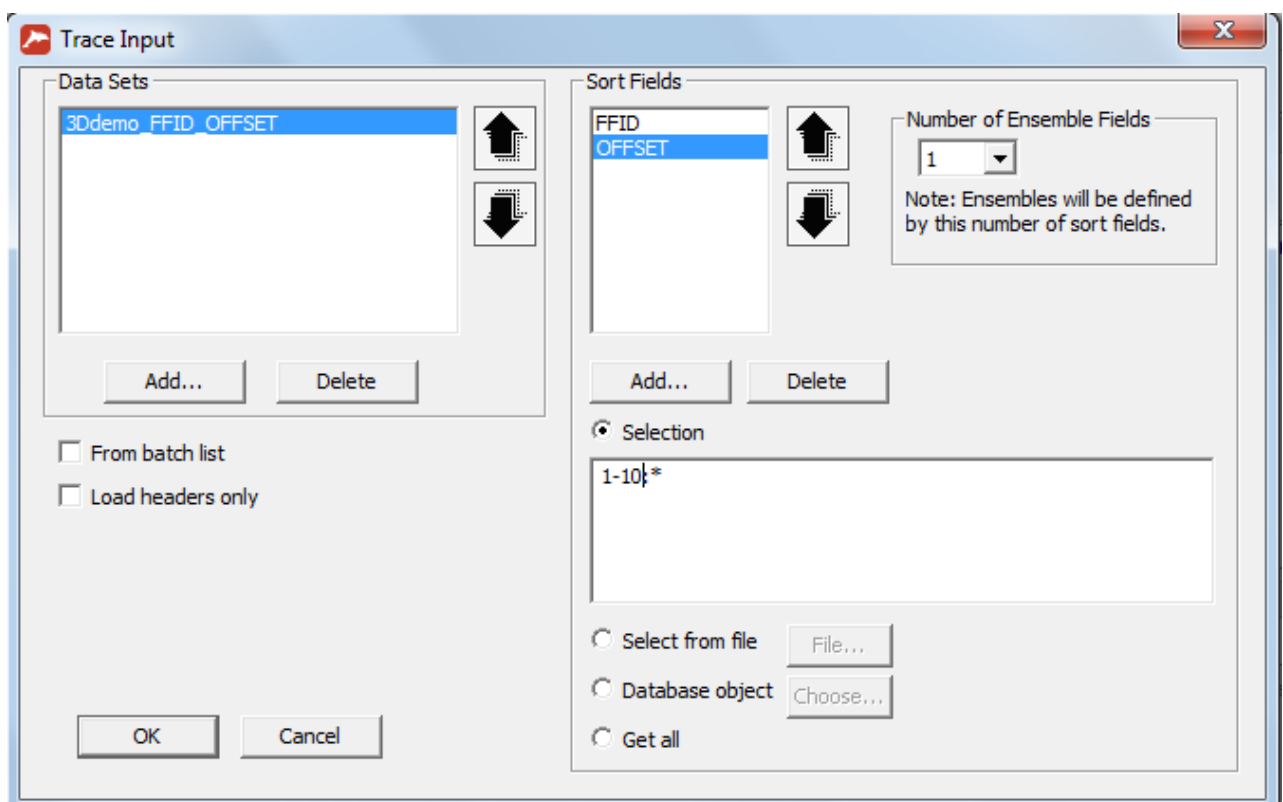 Trace Input
Data Sets
3Ddemo_FFID_OFFSET
Add...
Delete
From batch list
Load headers only
OK
Cancel
Sort Fields
FFID
OFFSET
Number of Ensemble Fields
1
Note: Ensembles will be defined
by this number of sort fields.
Add...
Delete
Selection
1-10:*
Select from file
File...
Database object
Choose...
Get all